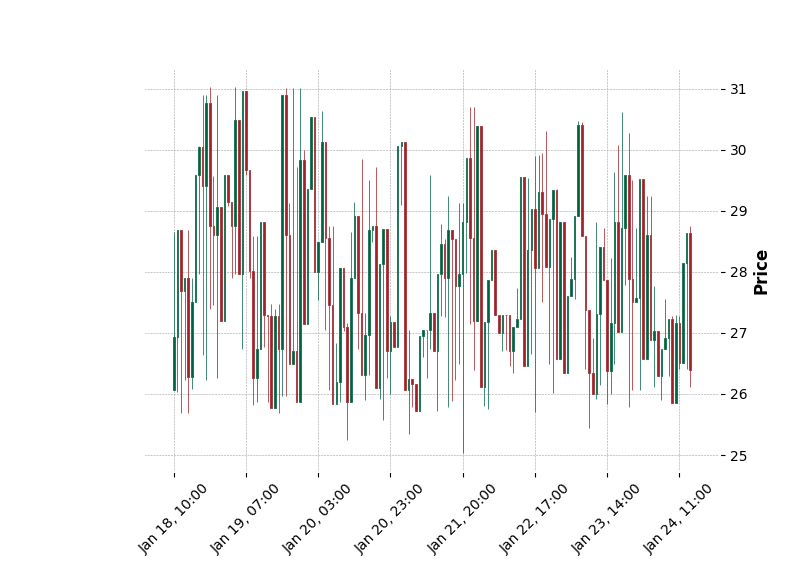 31
30
29
28
27
26
25
Price
Jan 18, 10:00
Jan 19, 07:00
Jan 20, 03:00
Jan 20, 23:00
Jan 21, 20:00
Jan 22, 17:00
Jan 23, 14:00
Jan 24, 11:00